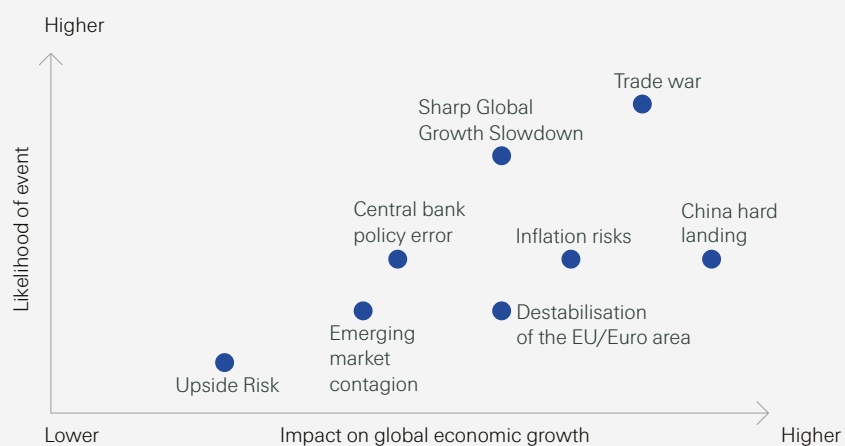 Higher
Trade war
Sharp Global
Growth Slowdown
Central bank
policy error
Inflation risks
China hard
landing
Likelihood of event
Emerging
market
contagion
Destabilisation
of the EU/Euro area
Upside Risk
Lower
Impact on global economic growth
Higher